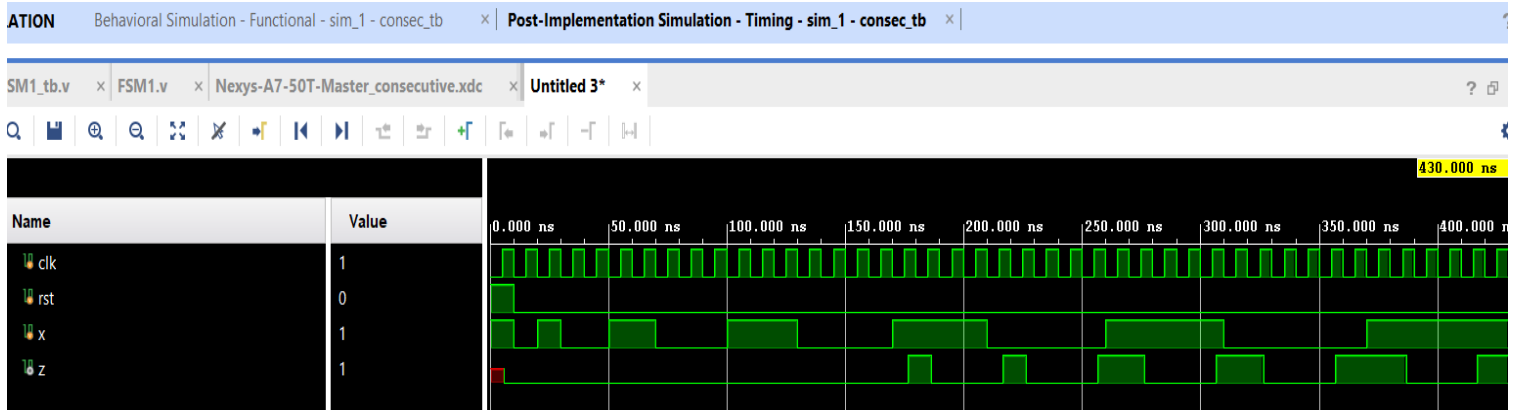 ATION Behavioral Simulation - Functional - sim_1 - consec_tb × Post-Implementation Simulation - Timing - sim_1 - consec_tb ×
SM1_tb.v × FSM1.v × Nexys-A7-50T-Master_consecutive.xdc × Untitled 3* × ?
430.000 ns
Name Value 0.000 ns 50.000 ns 100.000 ns 150.000 ns 200.000 ns 250.000 ns 300.000 ns 350.000 ns 400.000 n
clk 1
rst 0
x 1
z 1